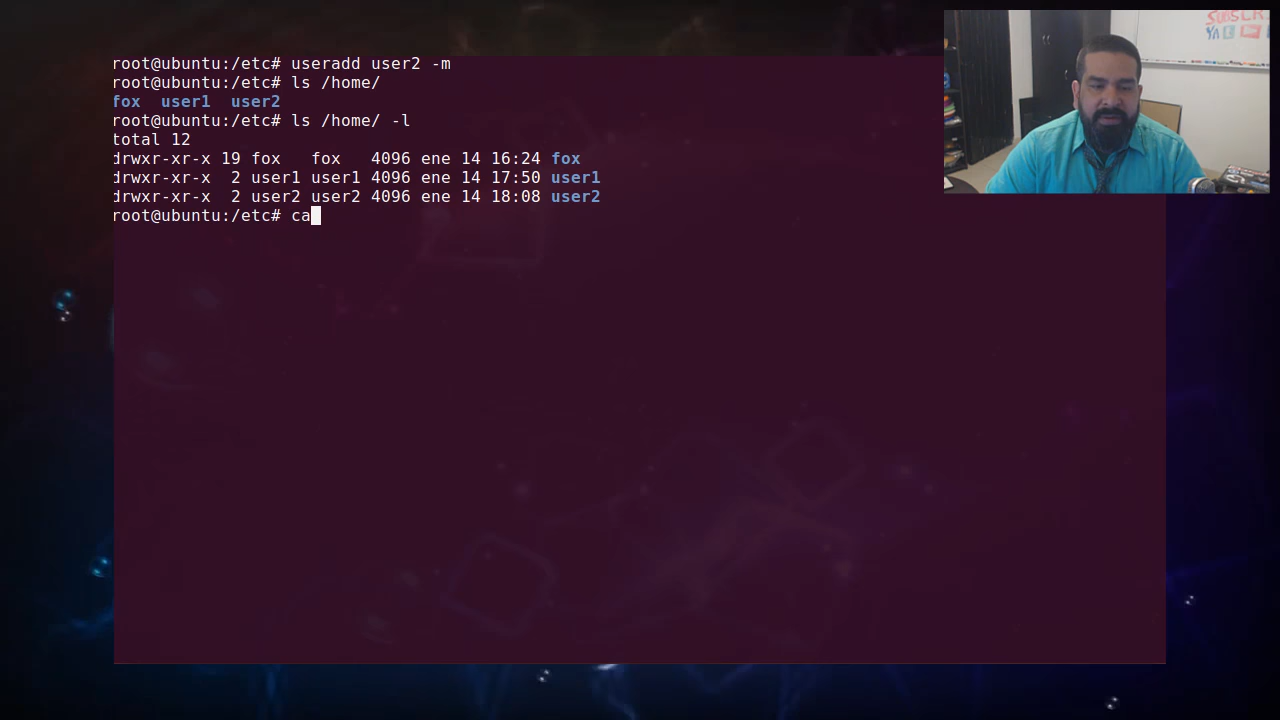 root@ubuntu:/etc# useradd user2 -m
root@ubuntu:/etc# ls /home/
fox  user1  user2
root@ubuntu:/etc# ls /home/ -l
total 12
drwxr-xr-x 19 fox   fox   4096 ene 14 16:24 fox
drwxr-xr-x  2 user1 user1 4096 ene 14 17:50 user1
drwxr-xr-x  2 user2 user2 4096 ene 14 18:08 user2
root@ubuntu:/etc# ca